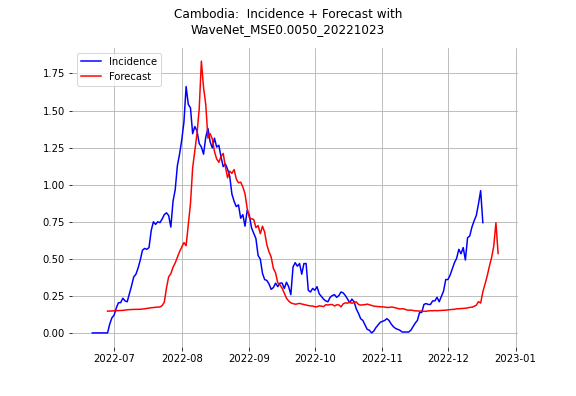 Cambodia:  Incidence + Forecast with
WaveNet_MSE0.0050_20221023
Incidence
Forecast
1.75
1.50
1.25
1.00
0.75
0.50
0.25
0.00
2022-07 2022-08 2022-09 2022-10 2022-11 2022-12 2023-01